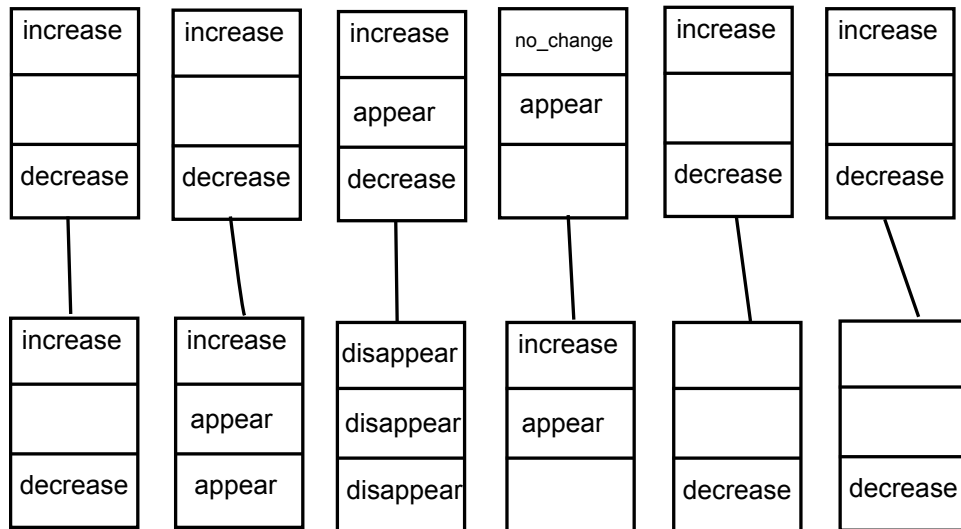 increase increase increase no_change increase increase
appear appear
decrease decrease decrease decrease decrease
increase increase disappear increase
appear disappear appear
decrease appear disappear decrease decrease